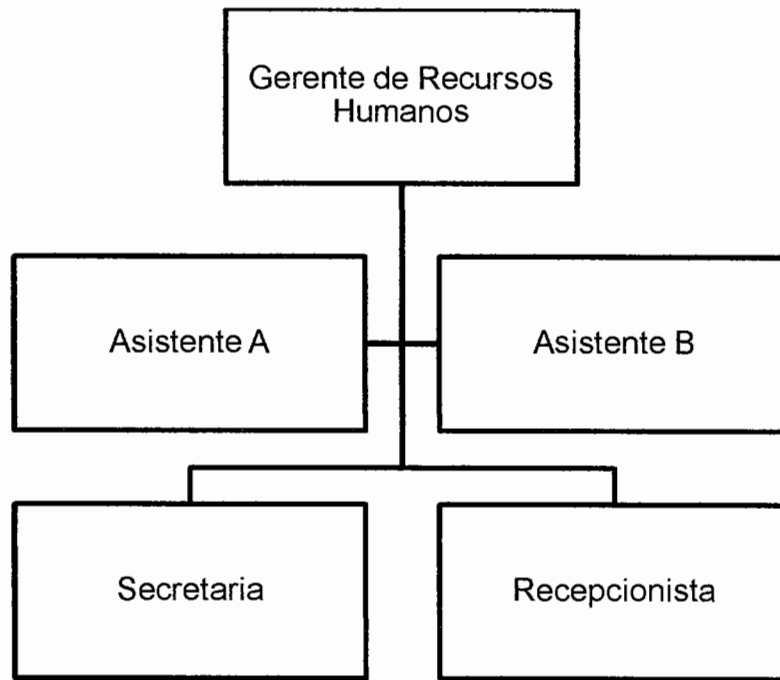 Gerente de Recursos
Humanos
Asistente A
Asistente B
Secretaria
Recepcionista